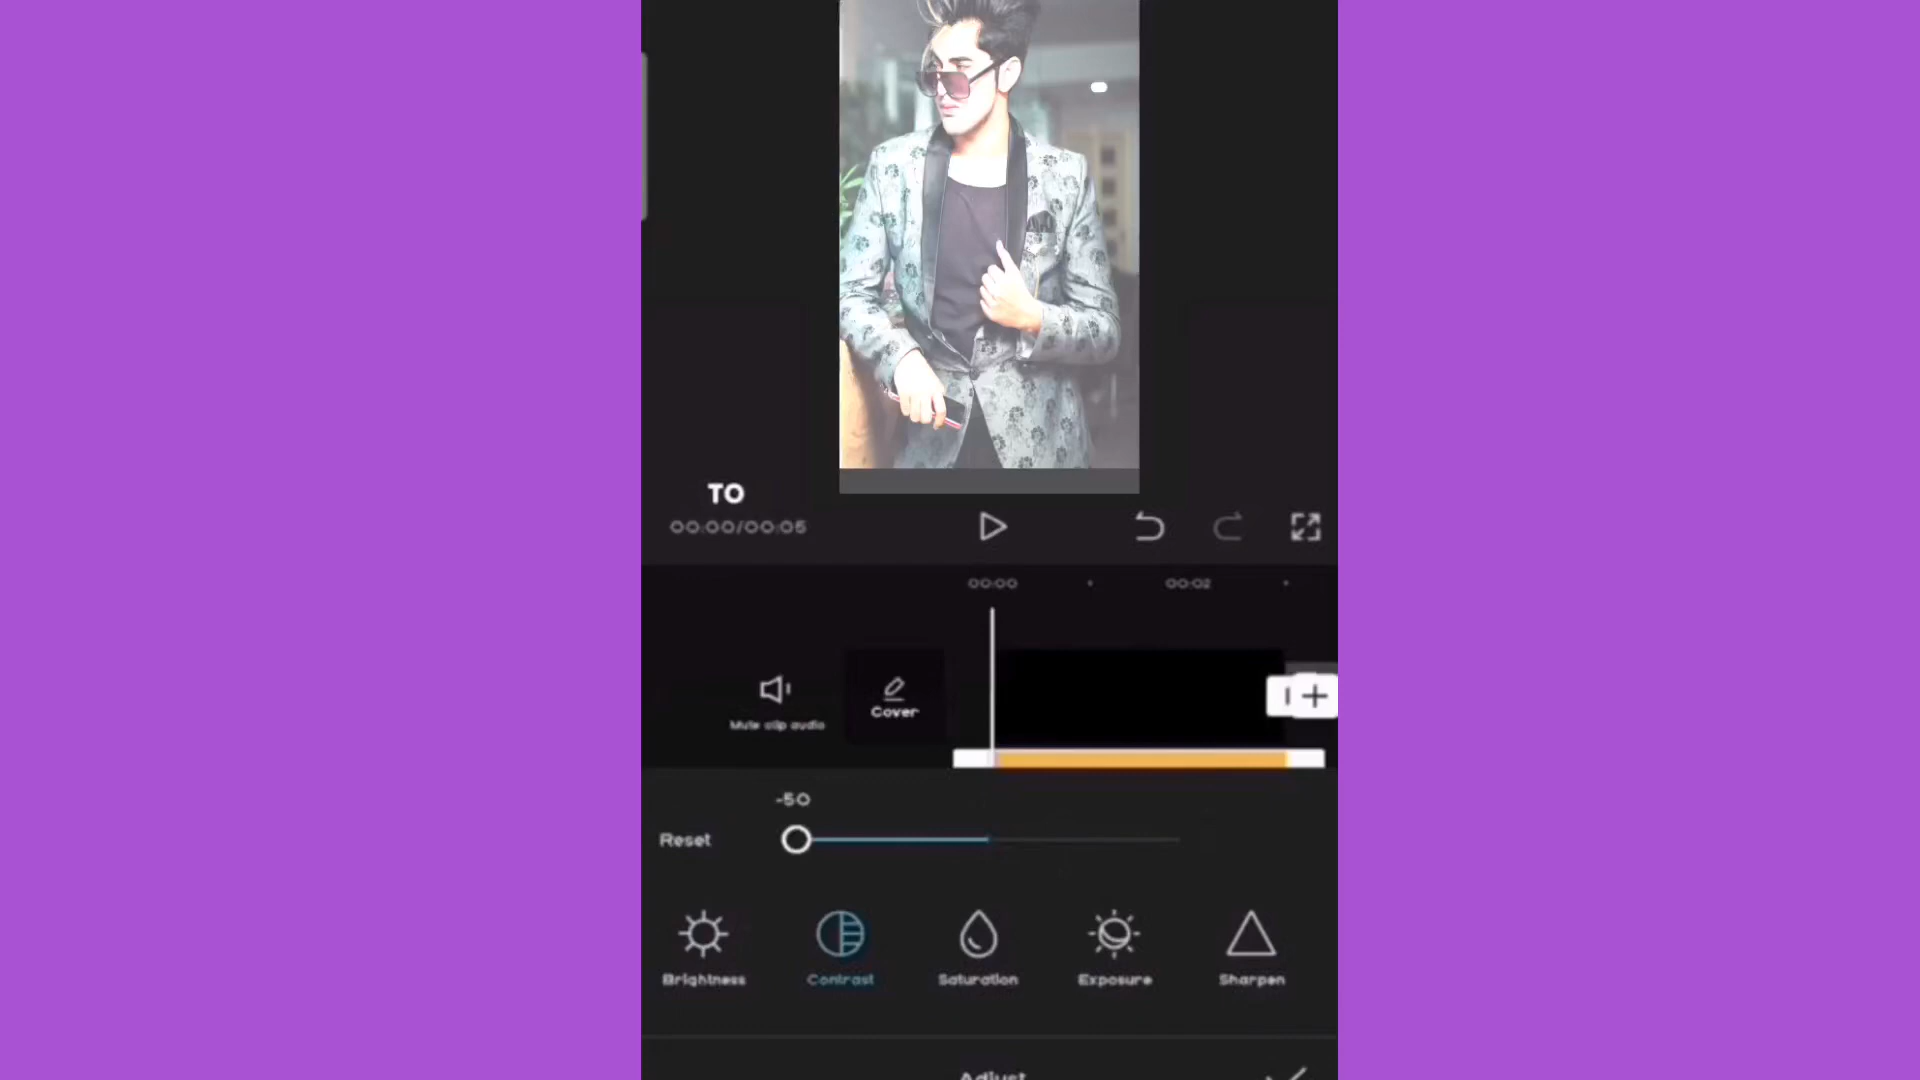 TO
00:00/00:05
00:00 00:02
Cover
Mute clip audio
-50
Reset
Brightness Contrast Saturation Exposure Sharpen
Adjust